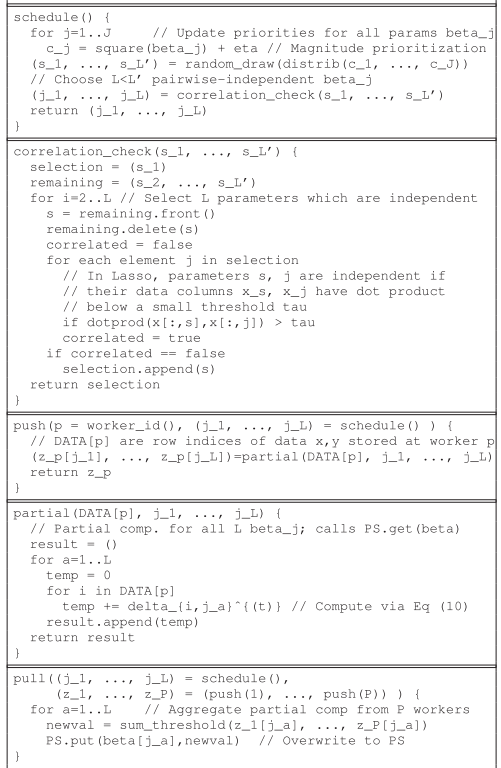 schedule() {
for j=1..J // Update priorities for all params beta_j
c_j = square(beta_j) + eta // Magnitude prioritization
(s_1, ..., s_L') = random_draw(distrib(c_1, ..., c_J))
// Choose L<L' pairwise-independent beta_j
(j_1, ..., j_L) = correlation_check(s_1, ..., s_L')
return (j_1, ..., j_L)
}
correlation_check(s_1, ..., s_L') {
selection = (s_1)
remaining = (s_2, ..., s_L')
for i=2..L // Select L parameters which are independent
s = remaining.front()
remaining.delete(s)
correlated = false
for each element j in selection
// In Lasso, parameters s, j are independent if
// their data columns x_s, x_j have dot product
// below a small threshold tau
if dotprod(x[:,s],x[:,j]) > tau
correlated = true
if correlated == false
selection.append(s)
return selection
}
push(p = worker_id(), (j_1, ..., j_L) = schedule() ) {
// DATA[p] are row indices of data x,y stored at worker p
(z_p[j_1], ..., z_p[j_L])=partial(DATA[p], j_1, ..., j_L)
return z_p
}
partial(DATA[p], j_1, ..., j_L) {
// Partial comp. for all L beta_j; calls PS.get(beta)
result = ()
for a=1..L
temp = 0
for i in DATA[p]
temp += delta_{i,j_a}^{(t)} // Compute via Eq (10)
result.append(temp)
return result
}
pull((j_1, ..., j_L) = schedule(),
(z_1, ..., z_P) = (push(1), ..., push(P)) ) {
for a=1..L // Aggregate partial comp from P workers
newval = sum_threshold(z_1[j_a], ..., z_P[j_a])
PS.put(beta[j_a],newval) // Overwrite to PS
}